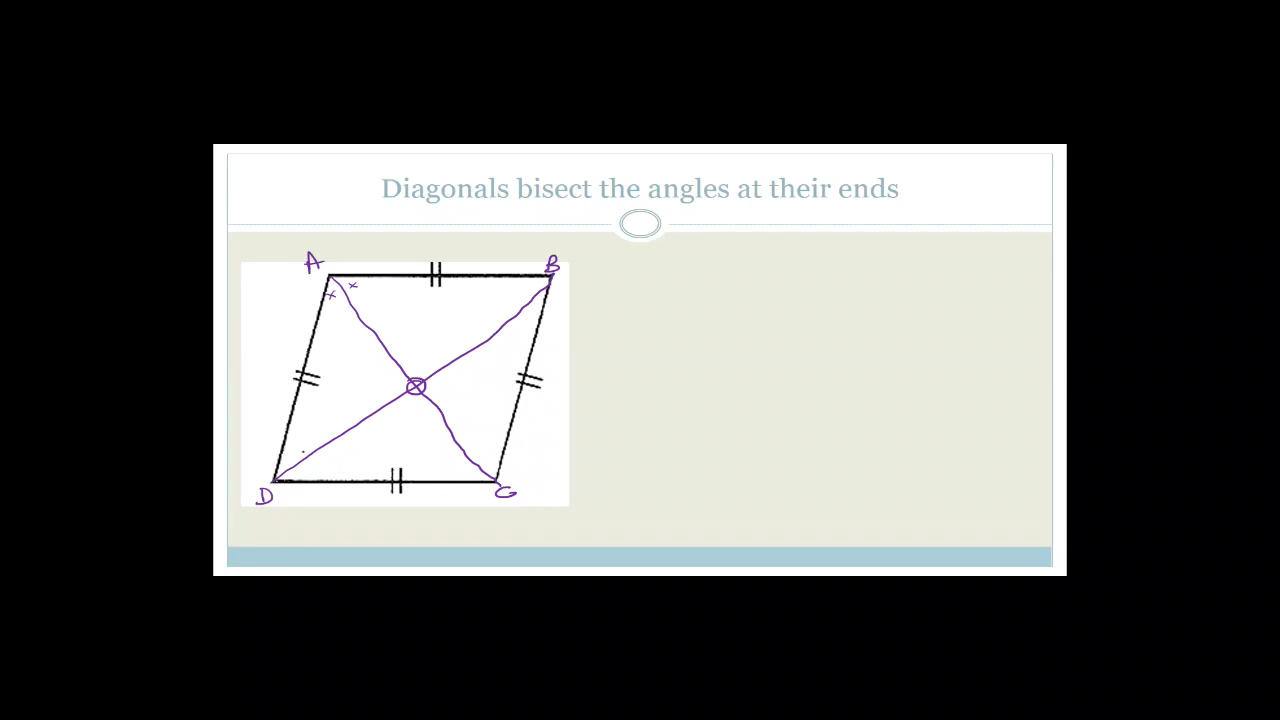 Diagonals bisect the angles at their ends
A
B
x
x
D
C